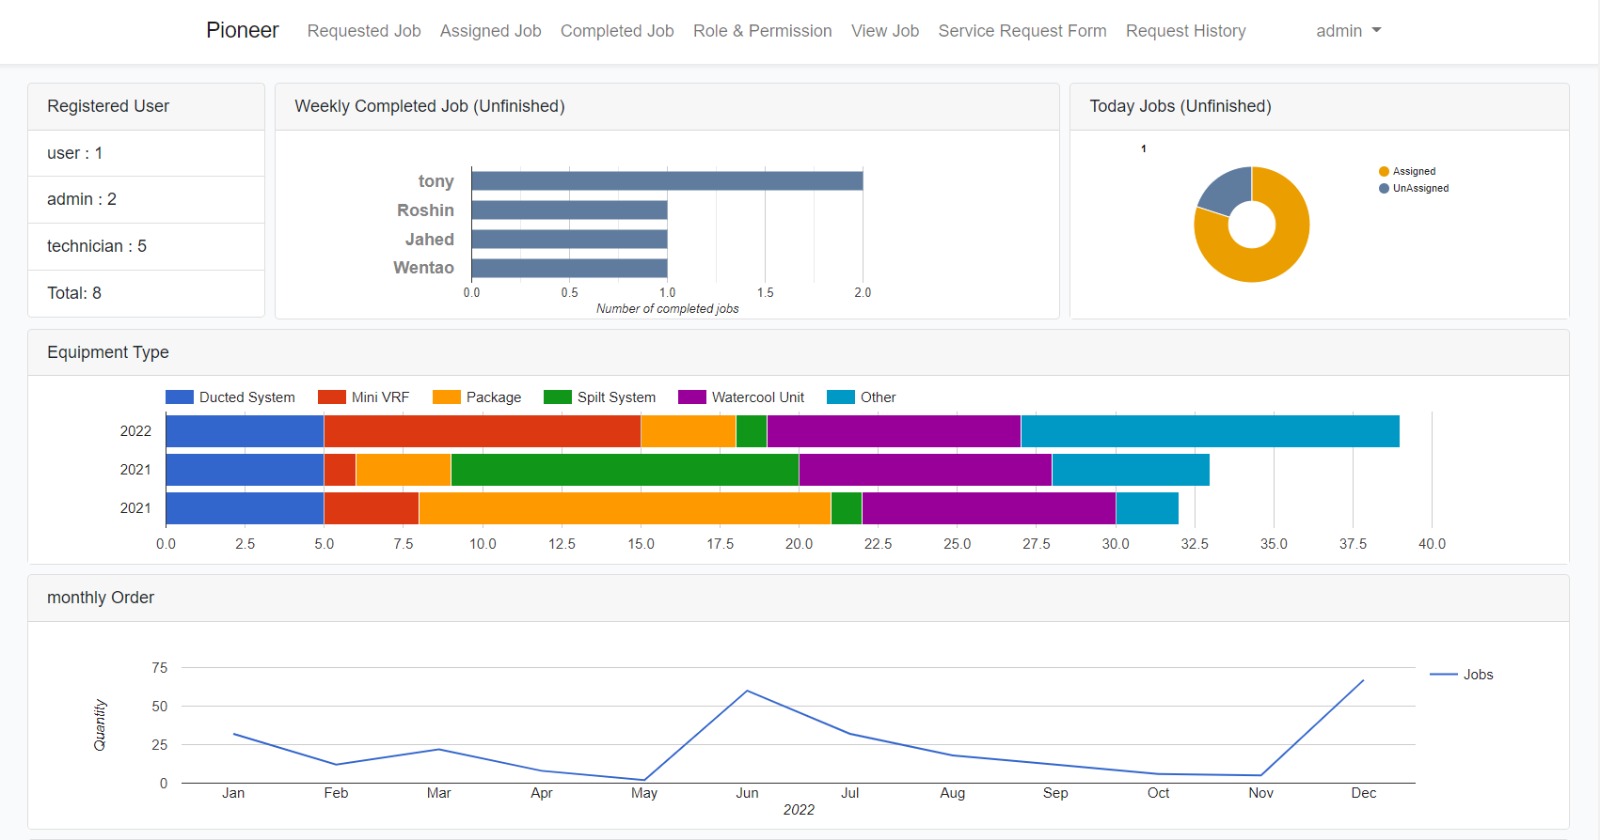 Pioneer Requested Job Assigned Job Completed Job Role & Permission View Job Service Request Form Request History admin
Registered User
user : 1
admin : 2
technician : 5
Total: 8
Weekly Completed Job (Unfinished)
tony
Roshin
Jahed
Wentao
0.0 0.5 1.0 1.5 2.0
Number of completed jobs
Today Jobs (Unfinished)
1
Assigned
UnAssigned
Equipment Type
Ducted System Mini VRF Package Spilt System Watercool Unit Other
2022
2021
2021
0.0 2.5 5.0 7.5 10.0 12.5 15.0 17.5 20.0 22.5 25.0 27.5 30.0 32.5 35.0 37.5 40.0
monthly Order
Quantity
75
50
25
0
Jobs
Jan Feb Mar Apr May Jun Jul Aug Sep Oct Nov Dec
2022